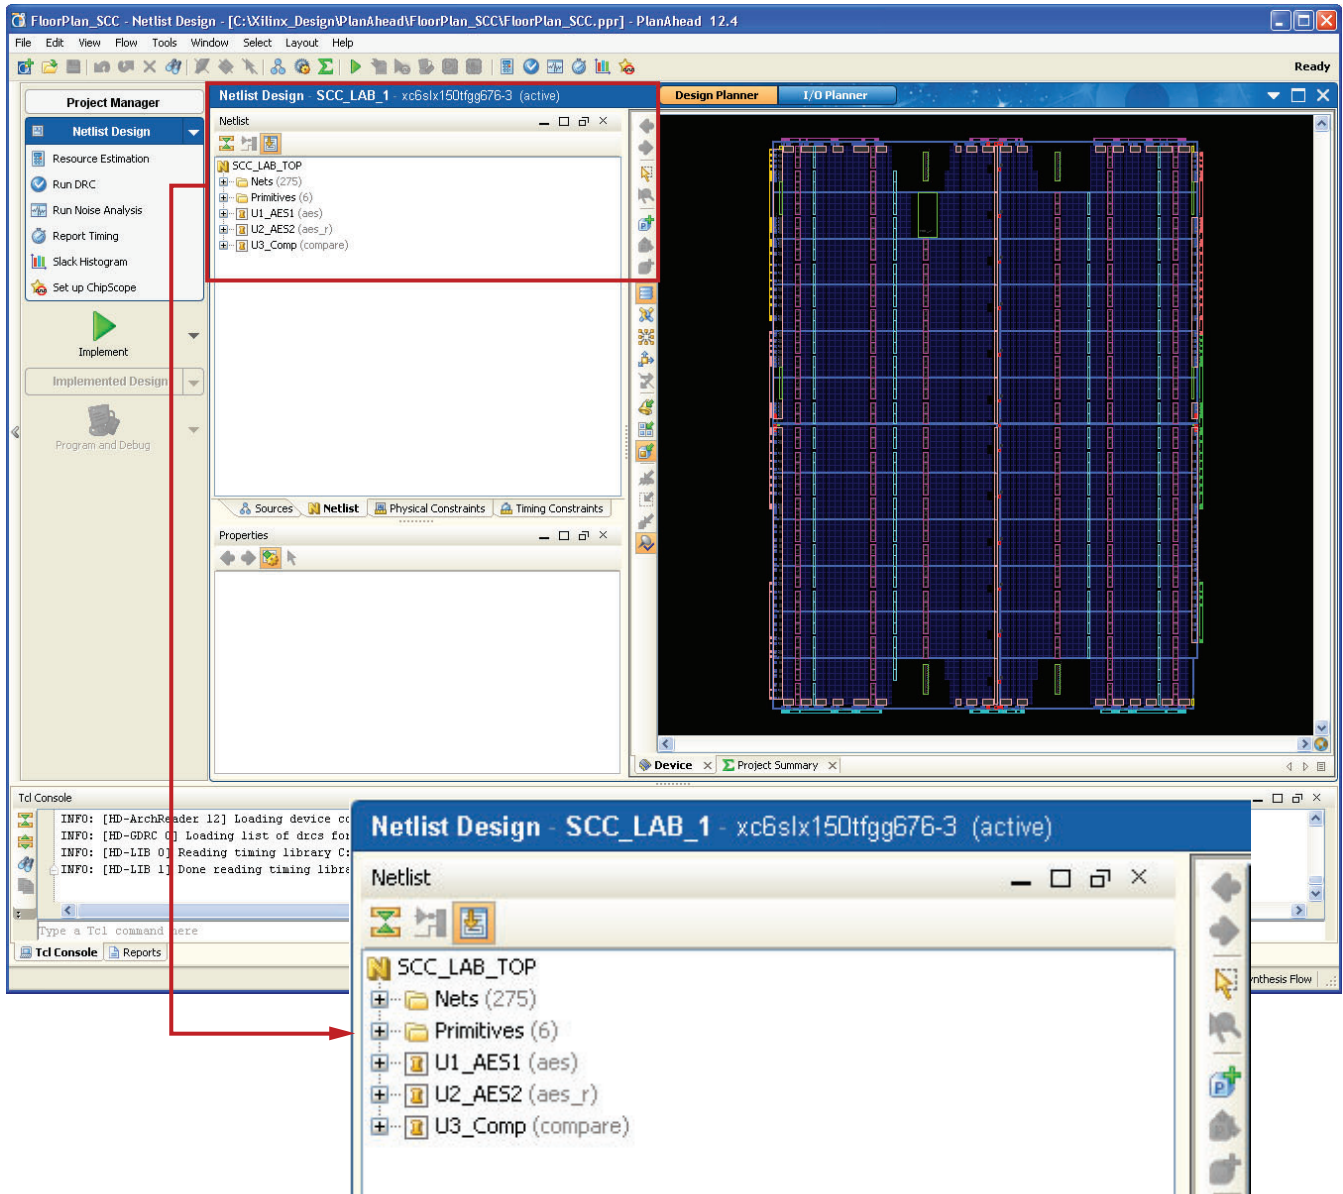 FloorPlan_SCC - Netlist Design - [C:\Xilinx_Design\PlanAhead\FloorPlan_SCC\FloorPlan_SCC.ppr] - PlanAhead 12.4
File Edit View Flow Tools Window Select Layout Help
Ready
Project Manager
Netlist Design
Resource Estimation
Run DRC
Run Noise Analysis
Report Timing
Slack Histogram
Set up ChipScope
Implement
Implemented Design
Program and Debug
Netlist Design - SCC_LAB_1 - xc6slx150tfgg676-3 (active)
Netlist
SCC_LAB_TOP
Nets (275)
Primitives (6)
U1_AES1 (aes)
U2_AES2 (aes_r)
U3_Comp (compare)
Sources Netlist Physical Constraints Timing Constraints
Properties
Design Planner I/O Planner
Device Project Summary
Tcl Console
INFO: [HD-ArchReader 12] Loading device co
INFO: [HD-GDRC 0] Loading list of drcs for
INFO: [HD-LIB 0] Reading timing library C:
INFO: [HD-LIB 1] Done reading timing libra
Type a Tcl command here
Tcl Console Reports
nthesis Flow
Netlist Design - SCC_LAB_1 - xc6slx150tfgg676-3 (active)
Netlist
SCC_LAB_TOP
Nets (275)
Primitives (6)
U1_AES1 (aes)
U2_AES2 (aes_r)
U3_Comp (compare)